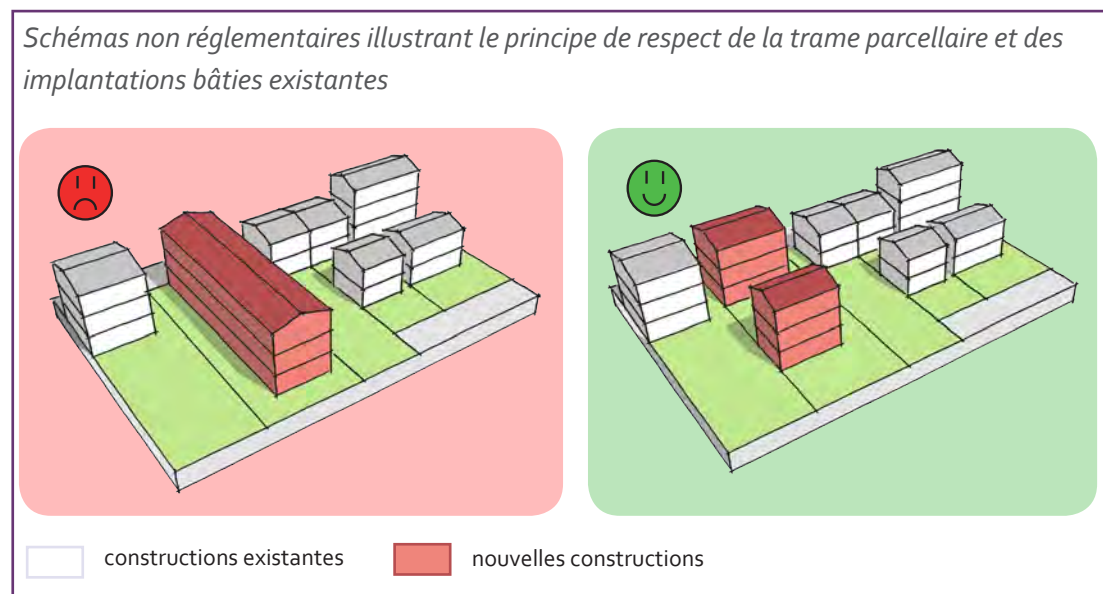 Schémas non réglementaires illustrant le principe de respect de la trame parcellaire et des
implantations bâties existantes
constructions existantes
nouvelles constructions